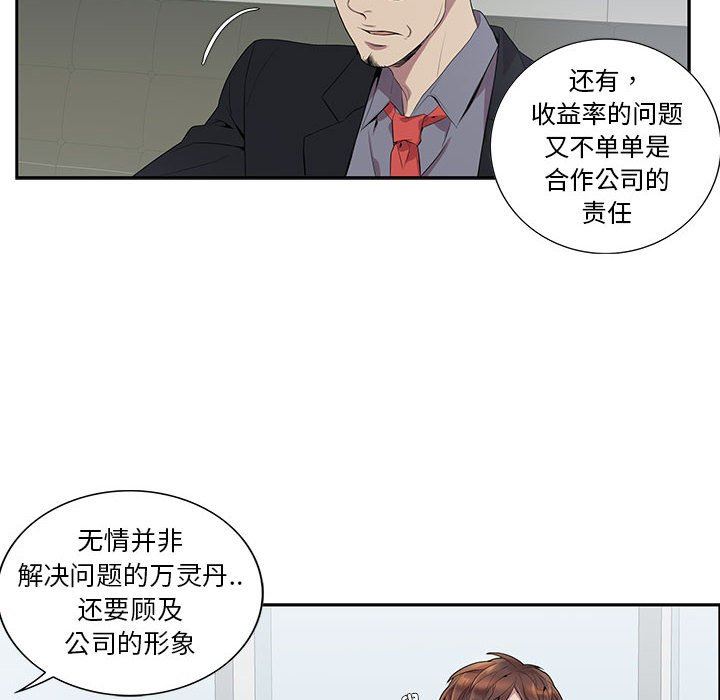 还有，
收益率的问题
又不单单是
合作公司的
责任
无情并非
解决问题的万灵丹..
还要顾及
公司的形象